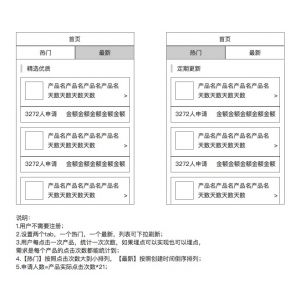 首页
热门
最新
精选优质
产品名产品名产品名产品名
天数天数天数天数
>
3272人申请
金额金额金额金额金额
产品名产品名产品名产品名
天数天数天数天数
>
3272人申请
金额金额金额金额金额
产品名产品名产品名产品名
天数天数天数天数
>
首页
热门
最新
定期更新
产品名产品名产品名产品名
天数天数天数天数
>
3272人申请
金额金额金额金额金额
产品名产品名产品名产品名
天数天数天数天数
>
3272人申请
金额金额金额金额金额
产品名产品名产品名产品名
天数天数天数天数
>
说明：
1.用户不需要注册；
2.设置两个tab，一个热门，一个最新，列表可下拉刷新；
3.用户每点击一次产品，统计一次次数，如果埋点可以实现也可以埋点，
需求是每个产品的点击次数都能统计到；
4.【热门】按照点击次数大到小排列，【最新】按照创建时间倒序排列；
5.申请人数=产品实际点击次数*21；